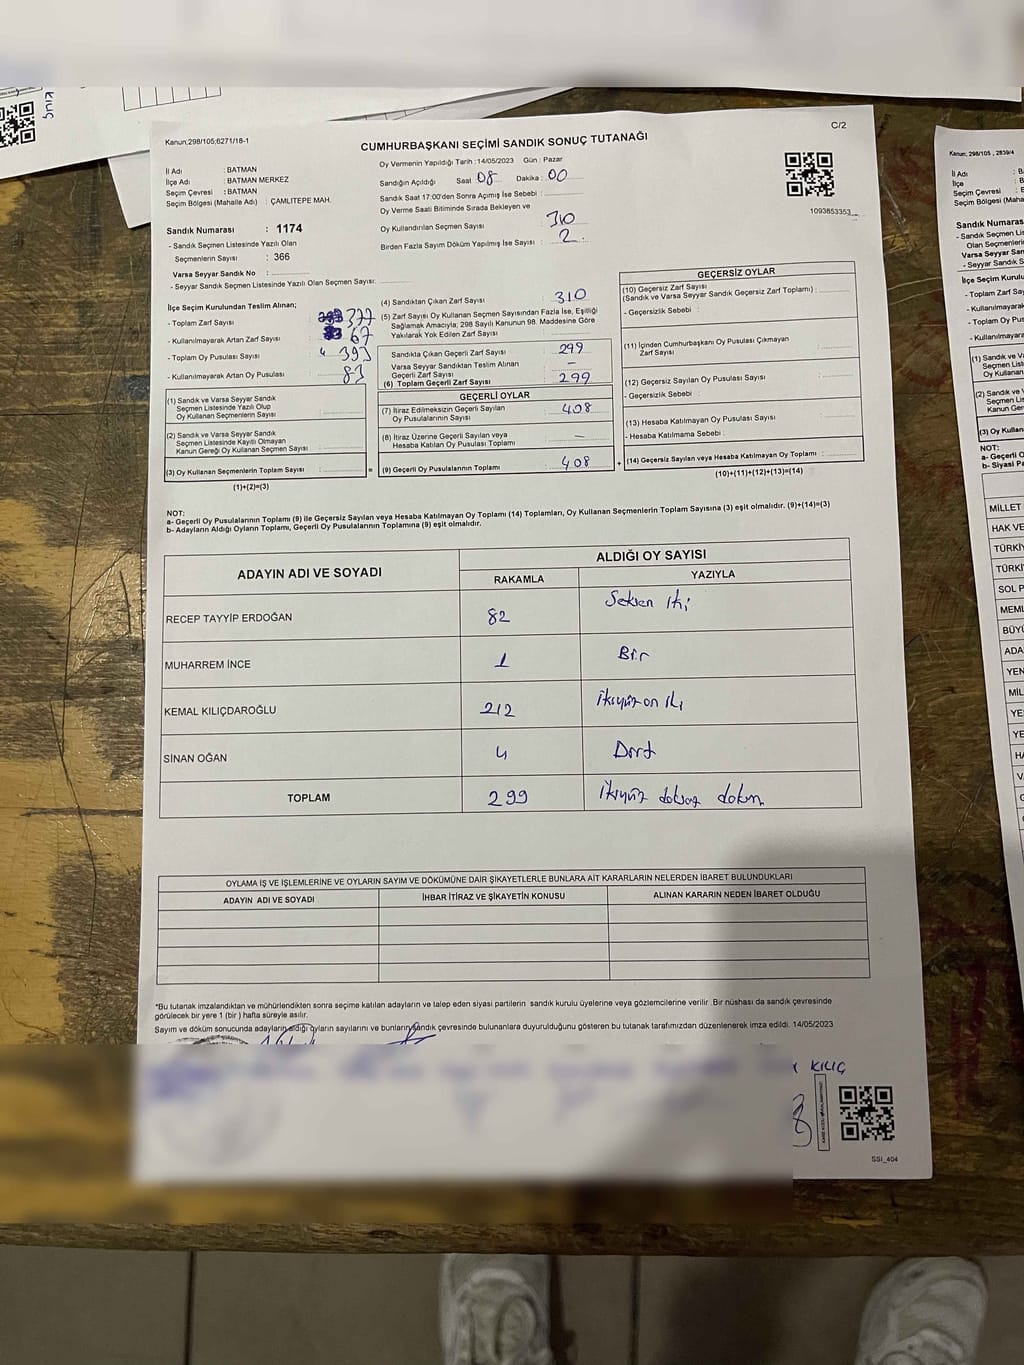 C/2
Kanun;298/105;6271/18-1
CUMHURBAŞKANI SEÇİMİ SANDIK SONUÇ TUTANAĞI
İl Adı : BATMAN
İlçe Adı : BATMAN MERKEZ
Seçim Çevresi : BATMAN
Seçim Bölgesi (Mahalle Adı) : ÇAMLITEPE MAH.
Oy Vermenin Yapıldığı Tarih :14/05/2023 Gün : Pazar
Sandığın Açıldığı Saat 08 Dakika : 00
Sandık Saat 17:00'den Sonra Açımış İse Sebebi :
Oy Verme Saati Bitiminde Sırada Bekleyen ve
Oy Kullandırılan Seçmen Sayısı : 310
Birden Fazla Sayım Döküm Yapılmış İse Sayısı : 2
1093853353
Sandık Numarası : 1174
- Sandık Seçmen Listesinde Yazılı Olan
Seçmenlerin Sayısı : 366
Varsa Seyyar Sandık No :
- Seyyar Sandık Seçmen Listesinde Yazılı Olan Seçmen Sayısı:
İlçe Seçim Kurulundan Teslim Alınan;
- Toplam Zarf Sayısı 377
- Kullanılmayarak Artan Zarf Sayısı 67
- Toplam Oy Pusulası Sayısı 393
- Kullanılmayarak Artan Oy Pusulası 83
(1) Sandık ve Varsa Seyyar Sandık
Seçmen Listesinde Yazılı Olup
Oy Kullanan Seçmenlerin Sayısı :
(2) Sandık ve Varsa Seyyar Sandık
Seçmen Listesinde Kayıtlı Olmayan
Kanun Gereği Oy Kullanan Seçmen Sayısı :
(3) Oy Kullanan Seçmenlerin Toplam Sayısı : =
(1)+(2)=(3)
(4) Sandıktan Çıkan Zarf Sayısı : 310
(5) Zarf Sayısı Oy Kullanan Seçmen Sayısından Fazla İse, Eşitliği
Sağlamak Amacıyla; 298 Sayılı Kanunun 98. Maddesine Göre
Yakılarak Yok Edilen Zarf Sayısı :
Sandıkta Çıkan Geçerli Zarf Sayısı : 299
Varsa Seyyar Sandıktan Teslim Alınan
Geçerli Zarf Sayısı : -
(6) Toplam Geçerli Zarf Sayısı : 299
GEÇERLİ OYLAR
(7) İtiraz Edilmeksizin Geçerli Sayılan
Oy Pusulalarının Sayısı : 408
(8) İtiraz Üzerine Geçerli Sayılan veya
Hesaba Katılan Oy Pusulası Toplamı : -
(9) Geçerli Oy Pusulalarının Toplamı : 408 +
GEÇERSİZ OYLAR
(10) Geçersiz Zarf Sayısı
(Sandık ve Varsa Seyyar Sandık Geçersiz Zarf Toplamı) :
- Geçersizlik Sebebi :
(11) İçinden Cumhurbaşkanı Oy Pusulası Çıkmayan
Zarf Sayısı :
(12) Geçersiz Sayılan Oy Pusulası Sayısı :
- Geçersizlik Sebebi :
(13) Hesaba Katılmayan Oy Pusulası Sayısı :
- Hesaba Katılmama Sebebi :
(14) Geçersiz Sayılan veya Hesaba Katılmayan Oy Toplamı :
(10)+(11)+(12)+(13)=(14)
NOT:
a- Geçerli Oy Pusulalarının Toplamı (9) ile Geçersiz Sayılan veya Hesaba Katılmayan Oy Toplamı (14) Toplamları, Oy Kullanan Seçmenlerin Toplam Sayısına (3) eşit olmalıdır. (9)+(14)=(3)
b- Adayların Aldığı Oyların Toplamı, Geçerli Oy Pusulalarının Toplamına (9) eşit olmalıdır.
ADAYIN ADI VE SOYADI ALDIĞI OY SAYISI
RAKAMLA YAZIYLA
RECEP TAYYİP ERDOĞAN 82 Seksen iki
MUHARREM İNCE 1 Bir
KEMAL KILIÇDAROĞLU 212 ikiyüz on iki
SİNAN OĞAN 4 Dört
TOPLAM 299 ikiyüz doksan dokuz
OYLAMA İŞ VE İŞLEMLERİNE VE OYLARIN SAYIM VE DÖKÜMÜNE DAİR ŞİKAYETLERLE BUNLARA AİT KARARLARIN NELERDEN İBARET BULUNDUKLARI
ADAYIN ADI VE SOYADI İHBAR İTİRAZ VE ŞİKAYETİN KONUSU ALINAN KARARIN NEDEN İBARET OLDUĞU
*Bu tutanak imzalandıktan ve mühürlendikten sonra seçime katılan adayların ve talep eden siyasi partilerin sandık kurulu üyelerine veya gözlemcilerine verilir. Bir nüshası da sandık çevresinde
görülecek bir yere 1 (bir) hafta süreyle asılır.
Sayım ve döküm sonucunda adayların aldığı oyların sayılarını ve bunların sandık çevresinde bulunanlara duyurulduğunu gösteren bu tutanak tarafımızdan düzenlenerek imza edildi. 14/05/2023
KILIÇ
SSI_404
KILIÇ
Kanun; 298/105, 2839/4
İl Adı
İlçe
Seçim Çevresi
Seçim Bölgesi
NOT:
MİLLET
HAK VE